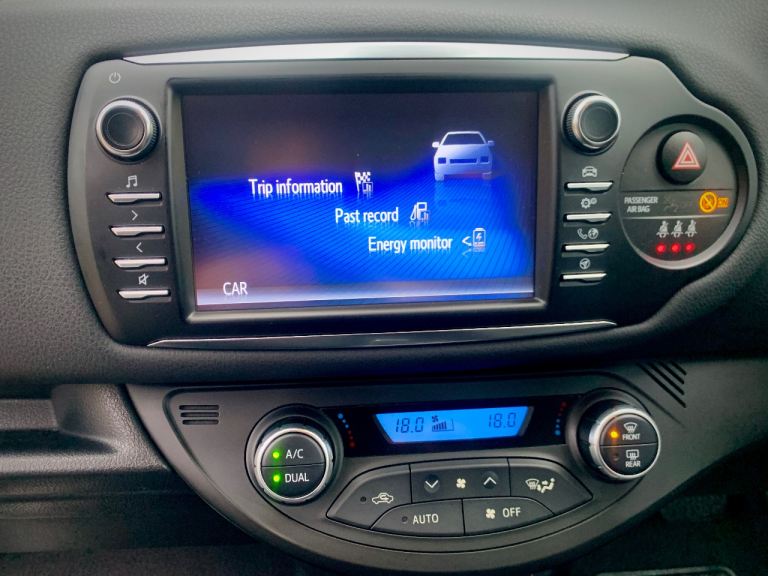 Trip information
Past record
Energy monitor
CAR
PASSENGER
AIR BAG
18.0
18.0
A/C
DUAL
FRONT
REAR
AUTO
OFF